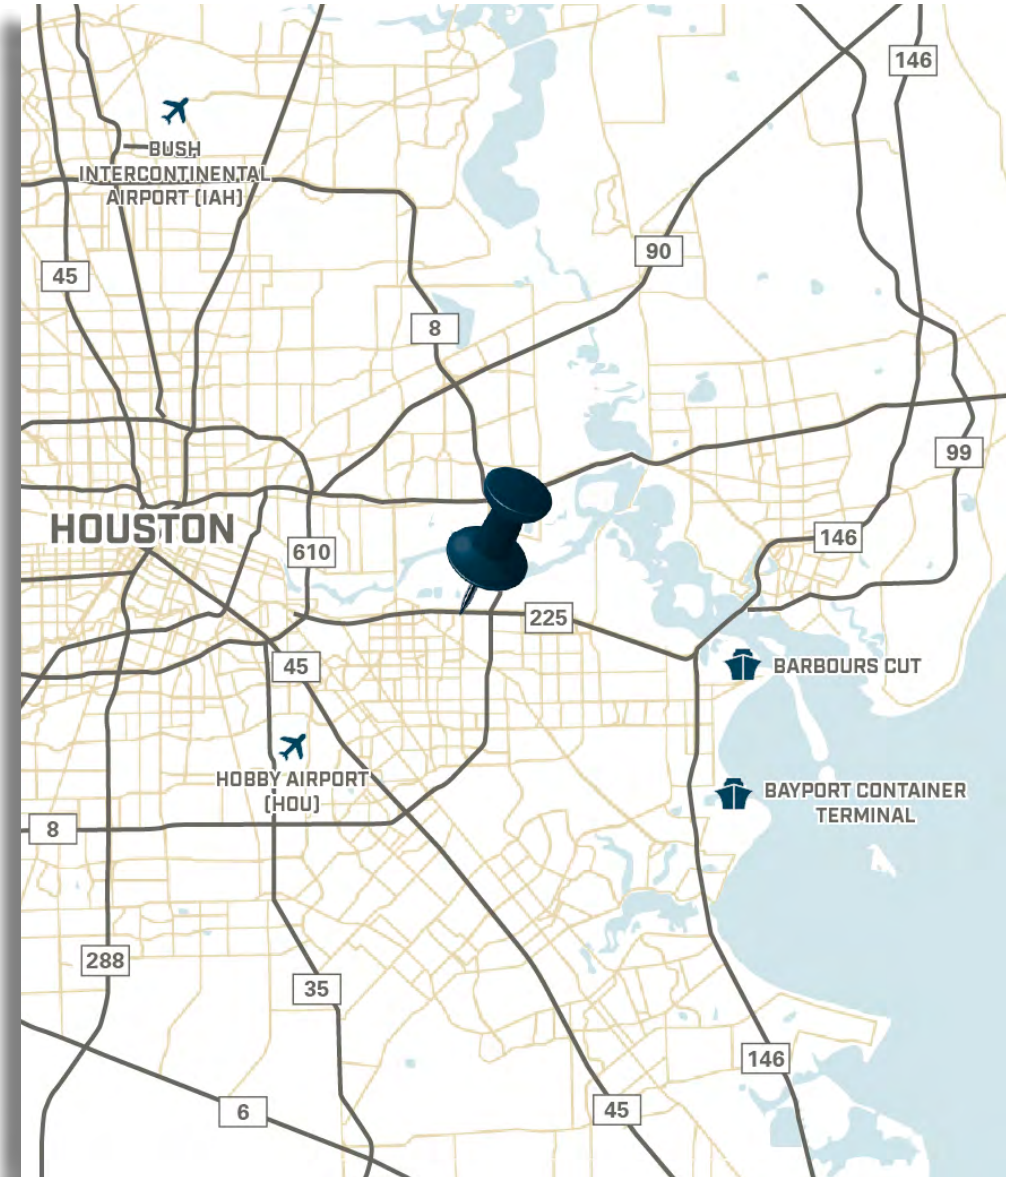 146
BUSH
INTERCONTINENTAL
AIRPORT (IAH)
90
45
8
99
HOUSTON
146
610
225
45
BARBOURS CUT
HOBBY AIRPORT
(HOU)
BAYPORT CONTAINER
TERMINAL
8
288
35
146
6
45